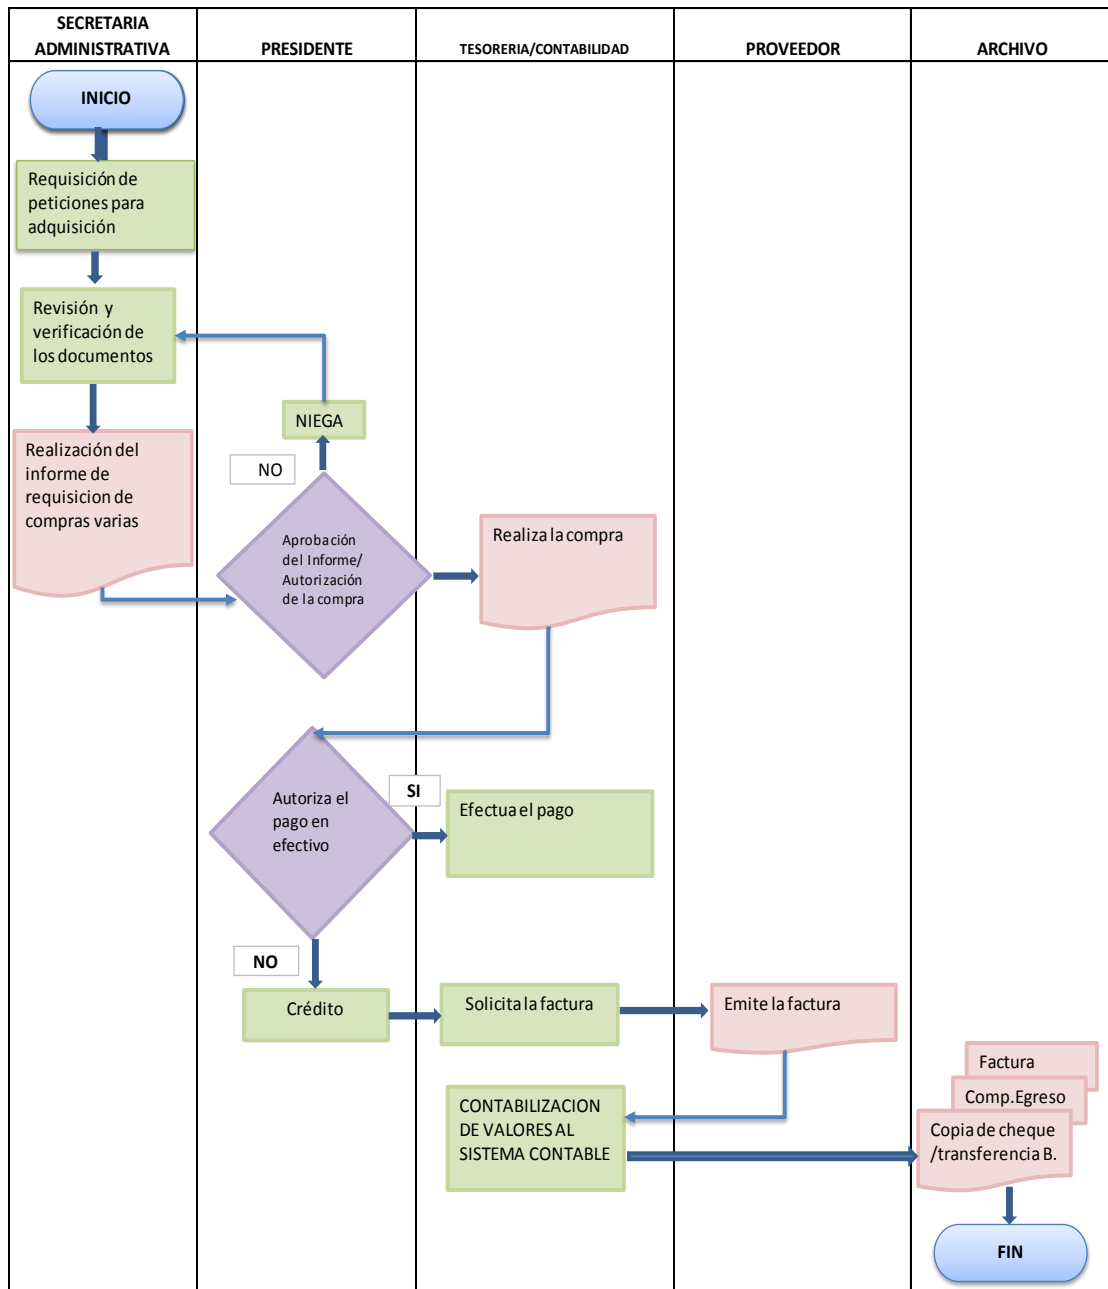 SECRETARIA
ADMINISTRATIVA
PRESIDENTE
TESORERIA/CONTABILIDAD
PROVEEDOR
ARCHIVO
INICIO
Requisición de
peticiones para
adquisición
Revisión y
verificación de
los documentos
NIEGA
NO
Realización del
informe de
requisicion de
compras varias
Aprobación
del Informe/
Autorización
de la compra
Realiza la compra
Autoriza el
pago en
efectivo
SI
Efectua el pago
NO
Crédito
Solicita la factura
Emite la factura
CONTABILIZACION
DE VALORES AL
SISTEMA CONTABLE
Factura
Comp.Egreso
Copia de cheque
/transferencia B.
FIN